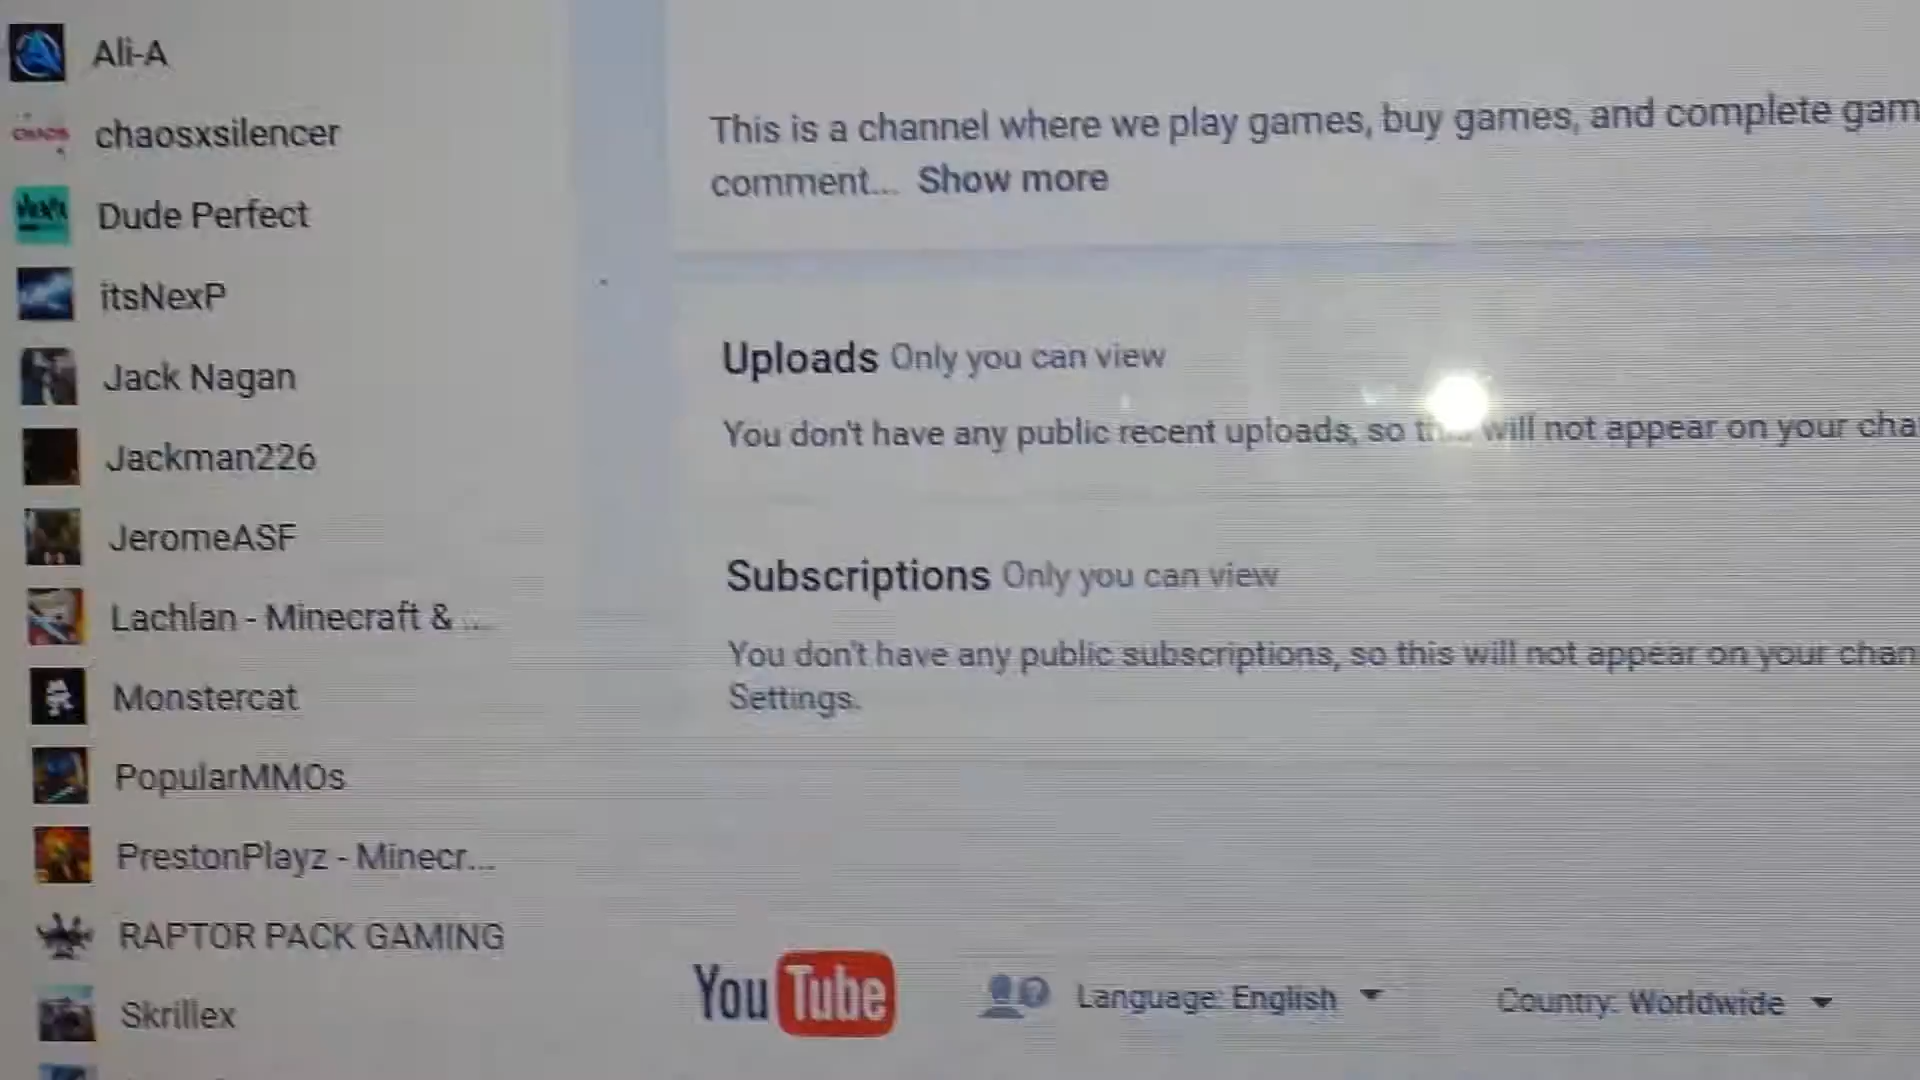 Ali-A
chaosxsilencer
Dude Perfect
itsNexP
Jack Nagan
Jackman226
JeromeASF
Lachlan - Minecraft & ...
Monstercat
PopularMMOs
PrestonPlayz - Minecr...
RAPTOR PACK GAMING
Skrillex
This is a channel where we play games, buy games, and complete gam
comment... Show more
Uploads Only you can view
You don't have any public recent uploads, so will not appear on your cha
Subscriptions Only you can view
You don't have any public subscriptions, so this will not appear on your chan
Settings.
YouTube
Language: English
Country: Worldwide